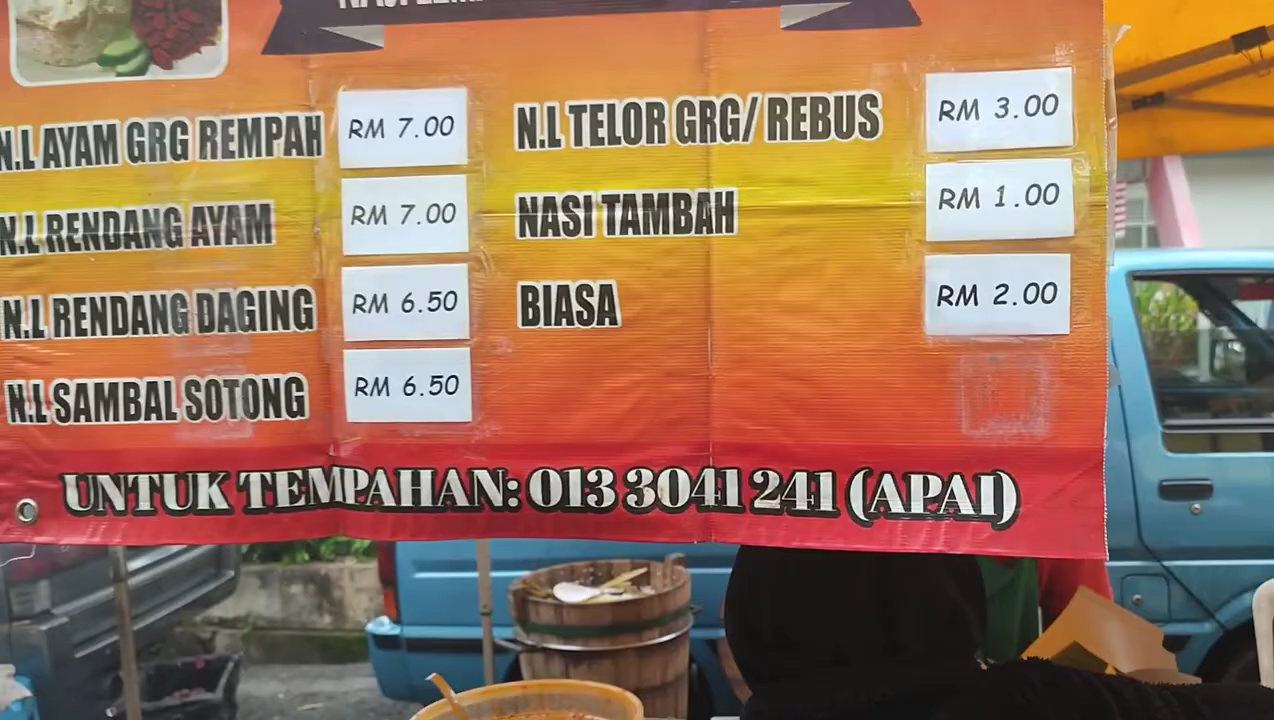 N.L AYAM GRG REMPAH RM 7.00
N.L RENDANG AYAM RM 7.00
N.L RENDANG DAGING RM 6.50
N.L SAMBAL SOTONG RM 6.50
N.L TELOR GRG/ REBUS RM 3.00
NASI TAMBAH RM 1.00
BIASA RM 2.00
UNTUK TEMPAHAN: 013 3041 241 (APAI)